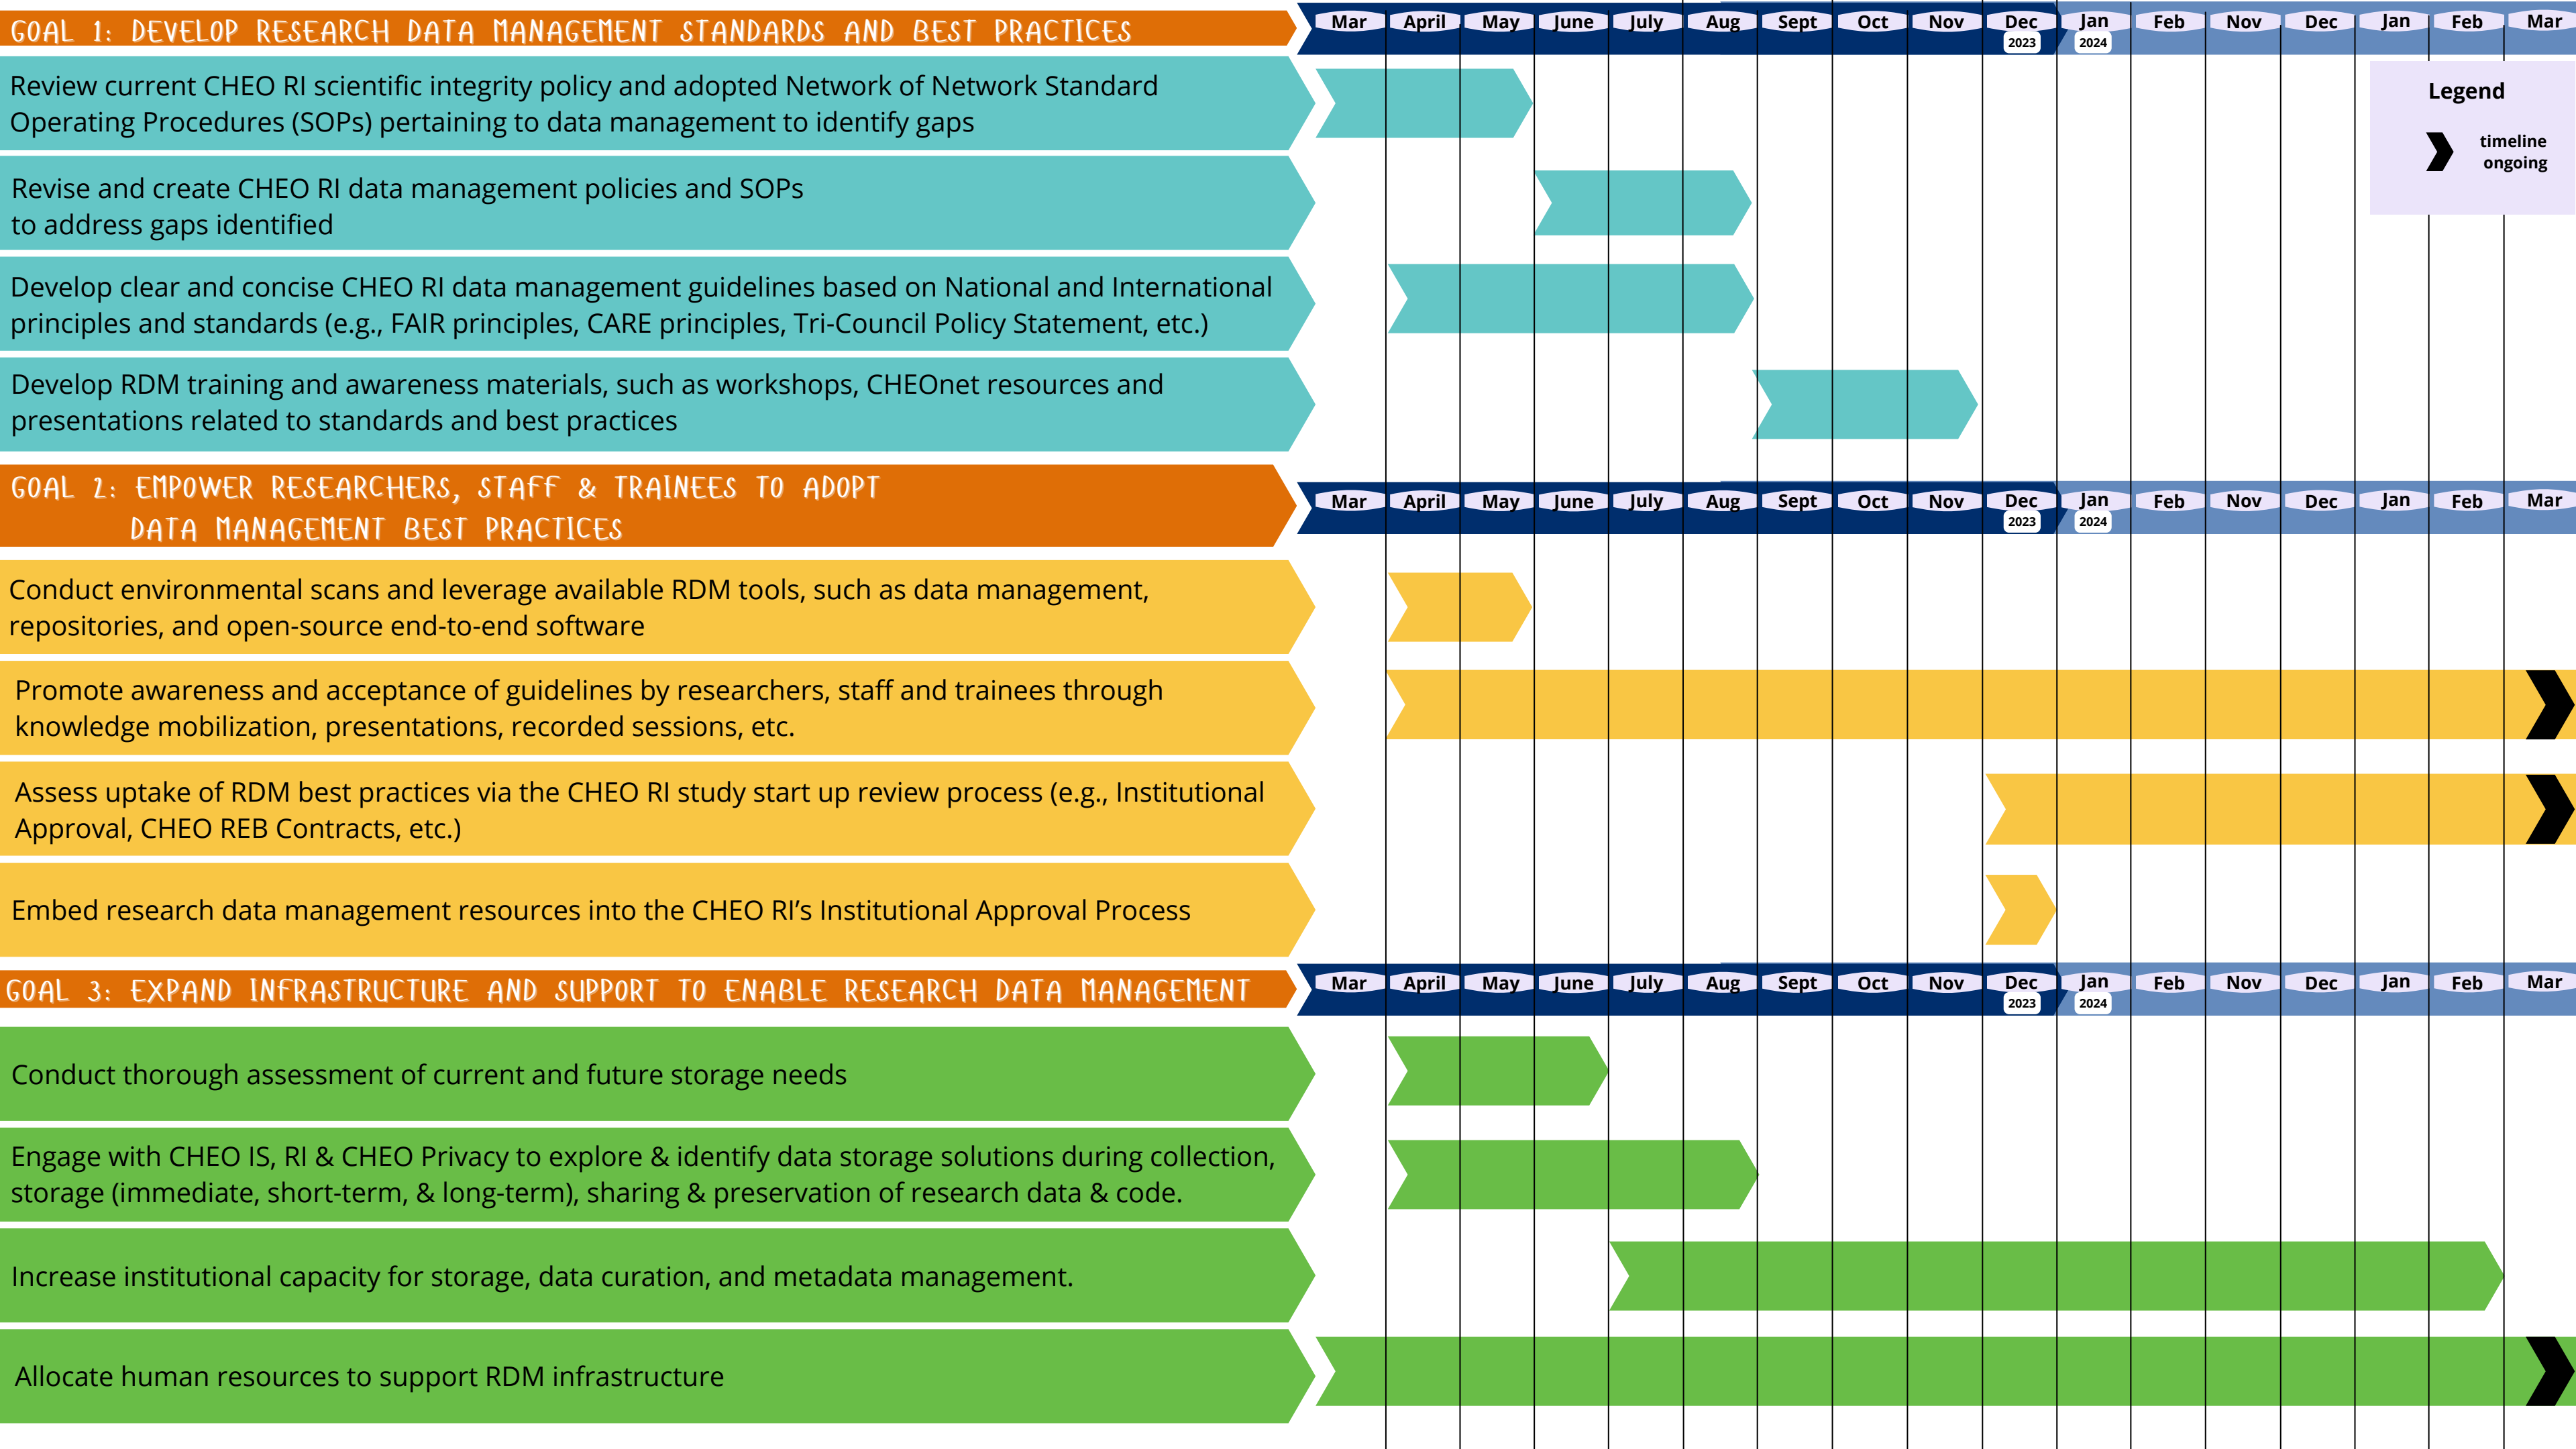 GOAL 1: DEVELOP RESEARCH DATA MANAGEMENT STANDARDS AND BEST PRACTICES
Mar April May June July Aug Sept Oct Nov Dec Jan Feb Nov Dec Jan Feb Mar
2023 2024
Review current CHEO RI scientific integrity policy and adopted Network of Network Standard
Operating Procedures (SOPs) pertaining to data management to identify gaps
Legend
timeline
ongoing
Revise and create CHEO RI data management policies and SOPs
to address gaps identified
Develop clear and concise CHEO RI data management guidelines based on National and International
principles and standards (e.g., FAIR principles, CARE principles, Tri-Council Policy Statement, etc.)
Develop RDM training and awareness materials, such as workshops, CHEOnet resources and
presentations related to standards and best practices
GOAL 2: EMPOWER RESEARCHERS, STAFF & TRAINEES TO ADOPT
DATA MANAGEMENT BEST PRACTICES
Mar April May June July Aug Sept Oct Nov Dec Jan Feb Nov Dec Jan Feb Mar
2023 2024
Conduct environmental scans and leverage available RDM tools, such as data management,
repositories, and open-source end-to-end software
Promote awareness and acceptance of guidelines by researchers, staff and trainees through
knowledge mobilization, presentations, recorded sessions, etc.
Assess uptake of RDM best practices via the CHEO RI study start up review process (e.g., Institutional
Approval, CHEO REB Contracts, etc.)
Embed research data management resources into the CHEO RI’s Institutional Approval Process
GOAL 3: EXPAND INFRASTRUCTURE AND SUPPORT TO ENABLE RESEARCH DATA MANAGEMENT
Mar April May June July Aug Sept Oct Nov Dec Jan Feb Nov Dec Jan Feb Mar
2023 2024
Conduct thorough assessment of current and future storage needs
Engage with CHEO IS, RI & CHEO Privacy to explore & identify data storage solutions during collection,
storage (immediate, short-term, & long-term), sharing & preservation of research data & code.
Increase institutional capacity for storage, data curation, and metadata management.
Allocate human resources to support RDM infrastructure